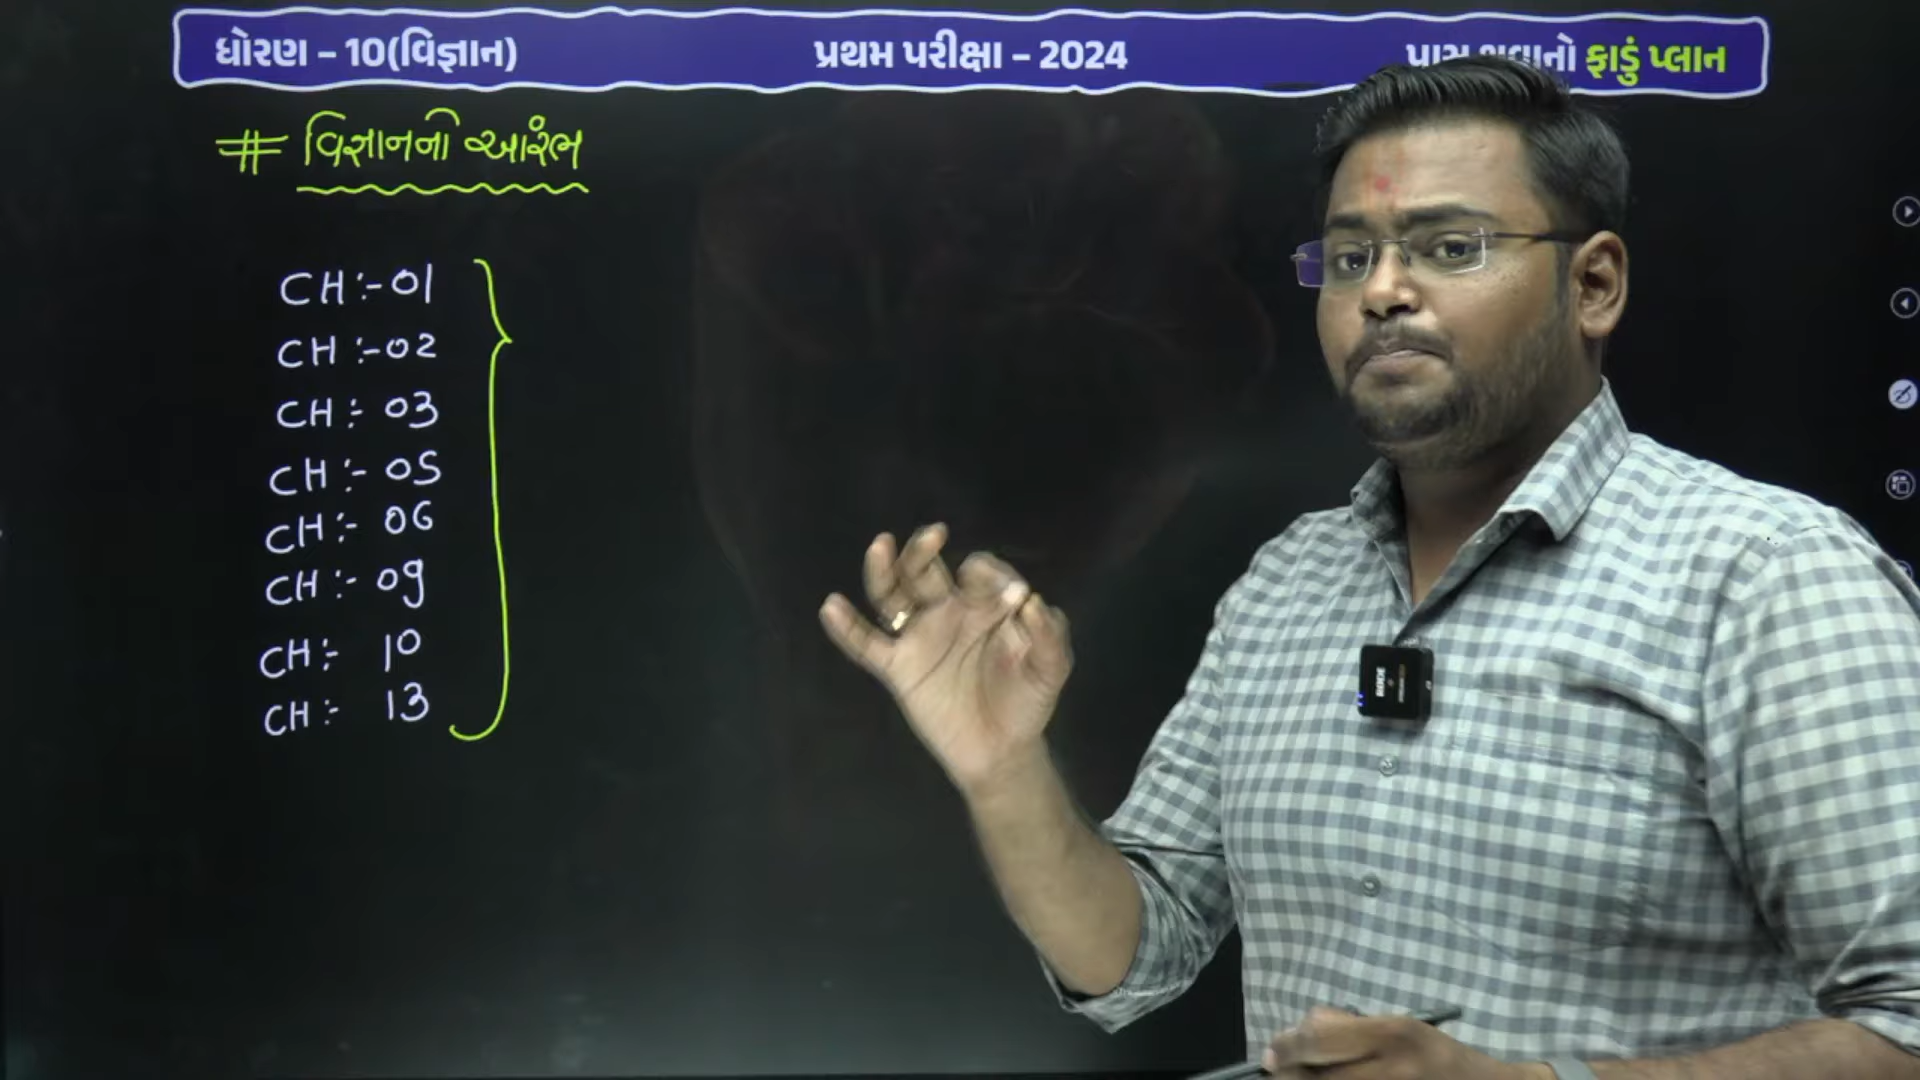 ધોરણ – 10(વિજ્ઞાન) પ્રથમ પરીક્ષા – 2024 ફાડું પ્લાન
# વિજ્ઞાનનો આરંભ
CH :- 01
CH :- 02
CH :- 03
CH :- 05
CH :- 06
CH :- 09
CH :- 10
CH :- 13
RODE